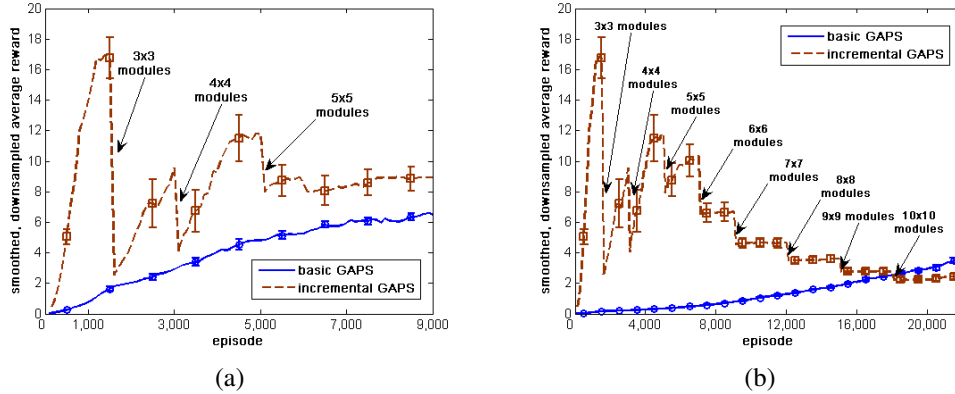 smoothed, downsampled average reward
18
16
14
12
10
8
6
4
2
0
3x3
modules
4x4
modules
5x5
modules
basic GAPS
incremental GAPS
1,000
3,000
5,000
7,000
9,000
episode
(a)
smoothed, downsampled average reward
18
16
14
12
10
8
6
4
2
0
3x3 modules
4x4
modules
5x5
modules
6x6
modules
7x7
modules
8x8
modules
9x9 modules
10x10
modules
basic GAPS
incremental GAPS
4,000
8,000
12,000
16,000
20,000
episode
(b)